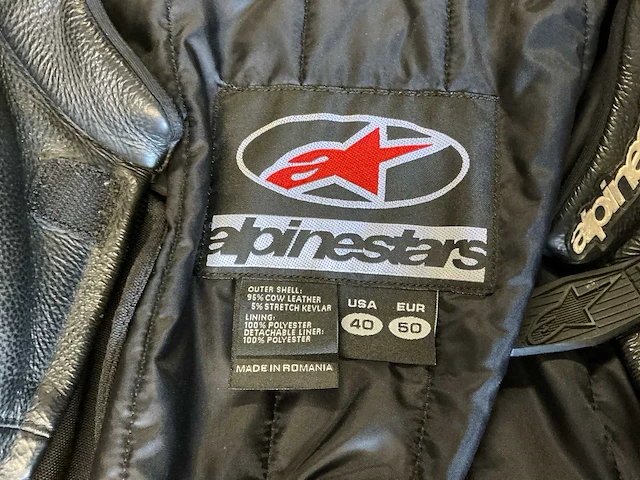 alpinestars
OUTER SHELL:
95% COW LEATHER
5% STRETCH KEVLAR
LINING:
100% POLYESTER
DETACHABLE LINER:
100% POLYESTER
USA EUR
40 50
MADE IN ROMANIA
alpines